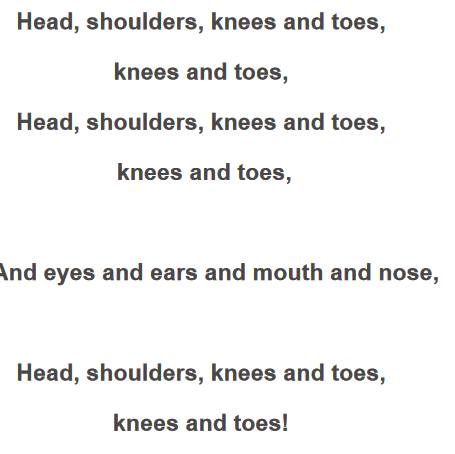 Head, shoulders, knees and toes,
knees and toes,
Head, shoulders, knees and toes,
knees and toes,
And eyes and ears and mouth and nose,
Head, shoulders, knees and toes,
knees and toes!